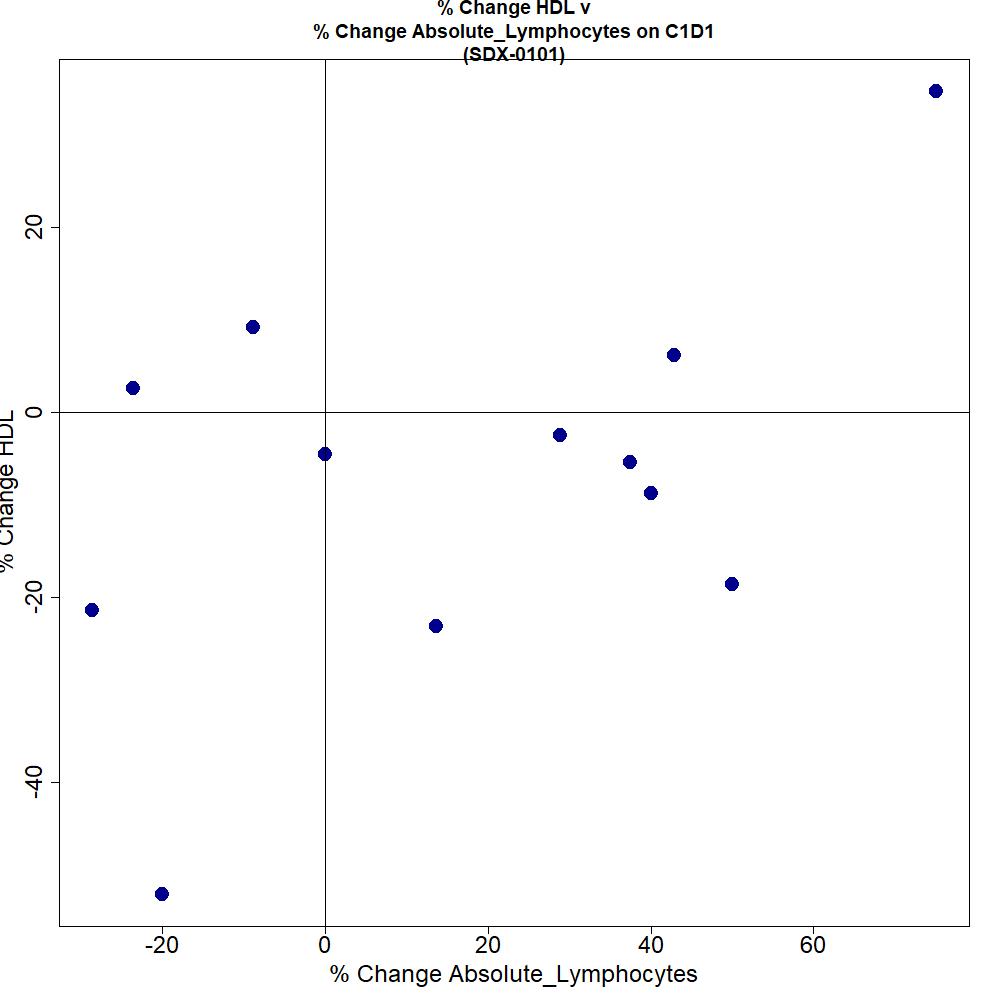 % Change HDL v
% Change Absolute_Lymphocytes on C1D1
(SDX-0101)
20
0
-20
-40
% Change HDL
-20
0
20
40
60
% Change Absolute_Lymphocytes